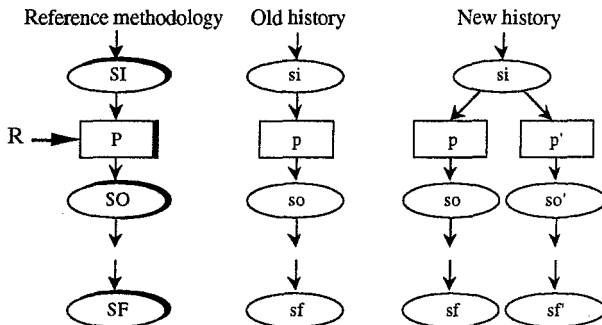 Reference methodology Old history New history
SI si si
R P p p p'
SO so so so'
SF sf sf sf'